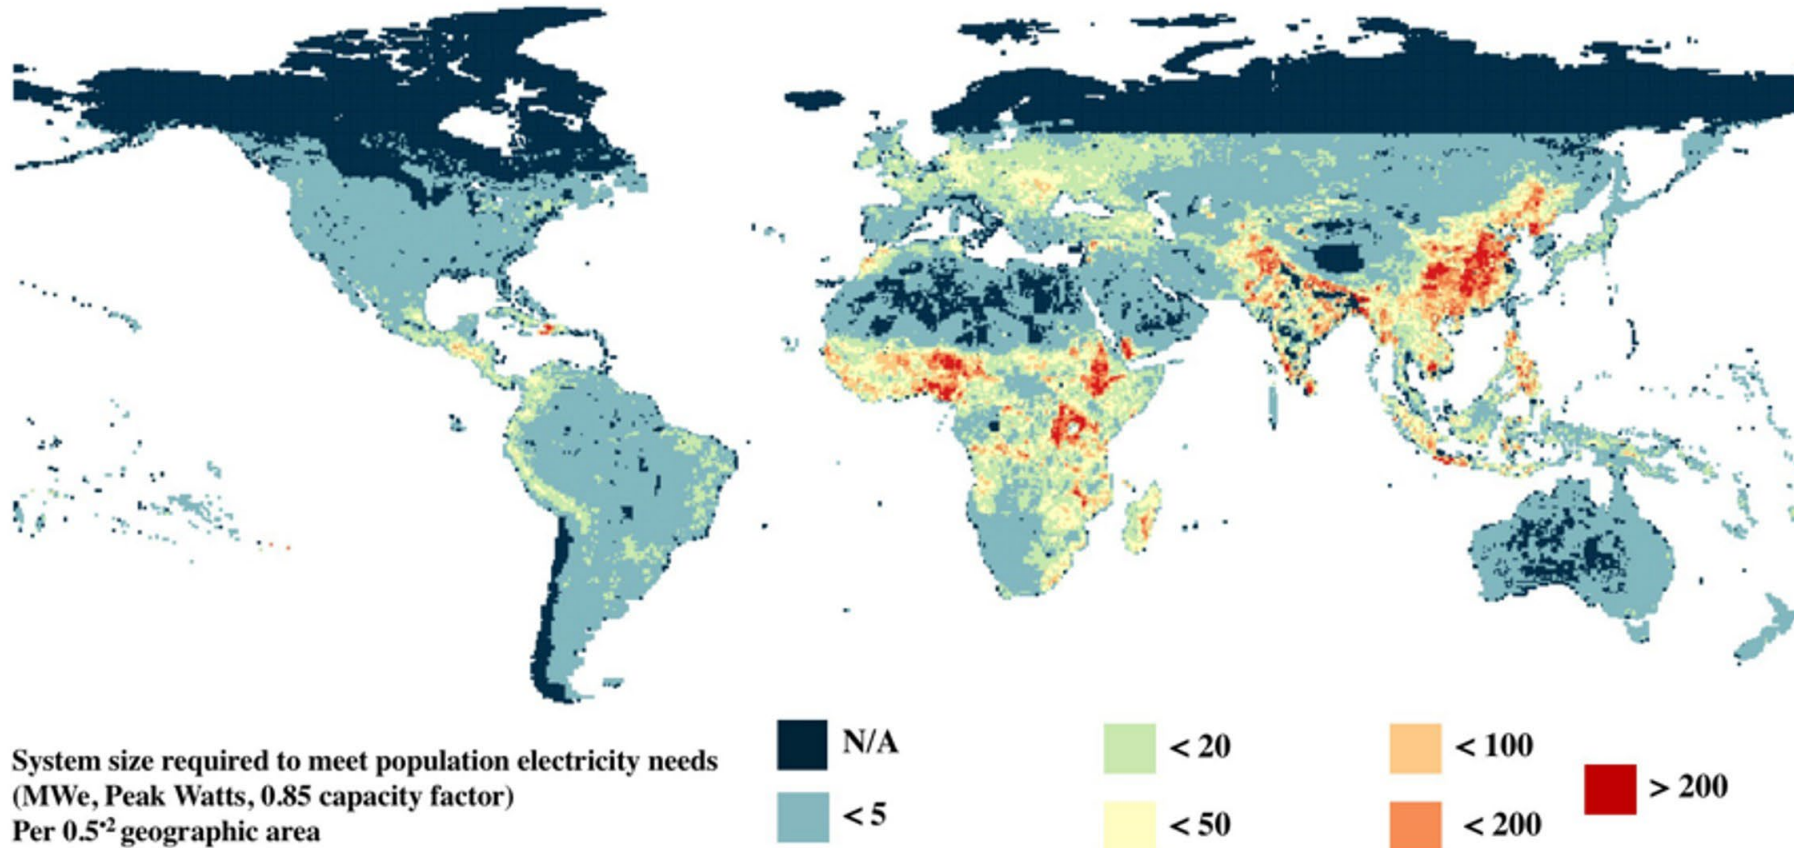 System size required to meet population electricity needs
(MWe, Peak Watts, 0.85 capacity factor)
Per 0.5•2 geographic area
N/A
< 5
< 20
< 50
< 100
< 200
> 200